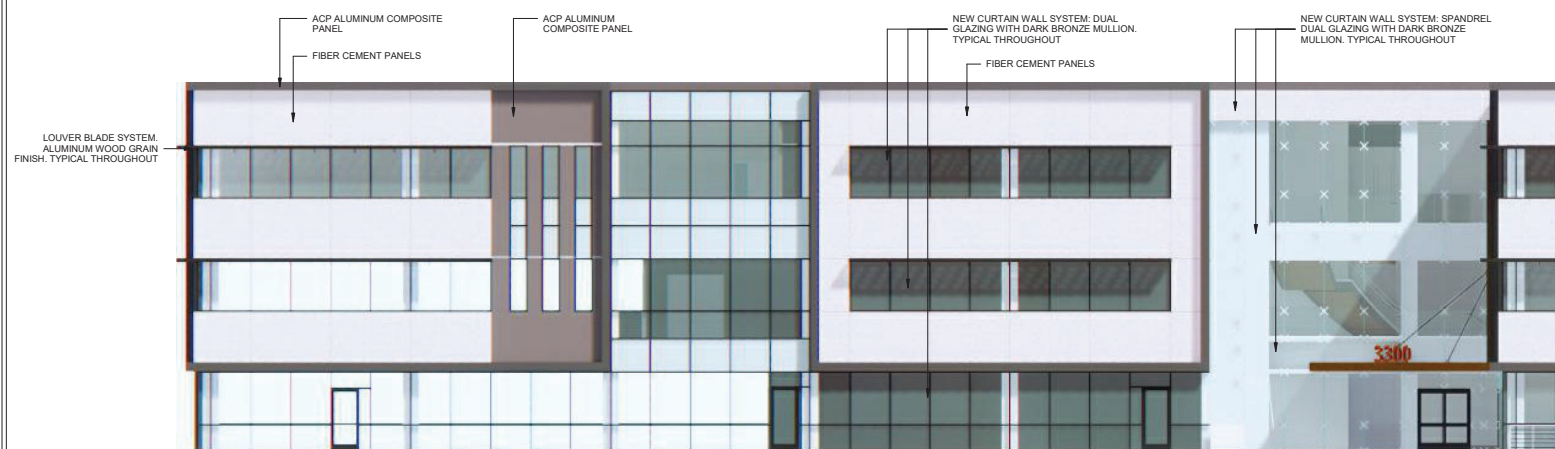 ACP ALUMINUM COMPOSITE
PANEL
ACP ALUMINUM
COMPOSITE PANEL
NEW CURTAIN WALL SYSTEM: DUAL
GLAZING WITH DARK BRONZE MULLION.
TYPICAL THROUGHOUT
NEW CURTAIN WALL SYSTEM: SPANDREL
DUAL GLAZING WITH DARK BRONZE
MULLION. TYPICAL THROUGHOUT
FIBER CEMENT PANELS
FIBER CEMENT PANELS
LOUVER BLADE SYSTEM.
ALUMINUM WOOD GRAIN
FINISH. TYPICAL THROUGHOUT
3300